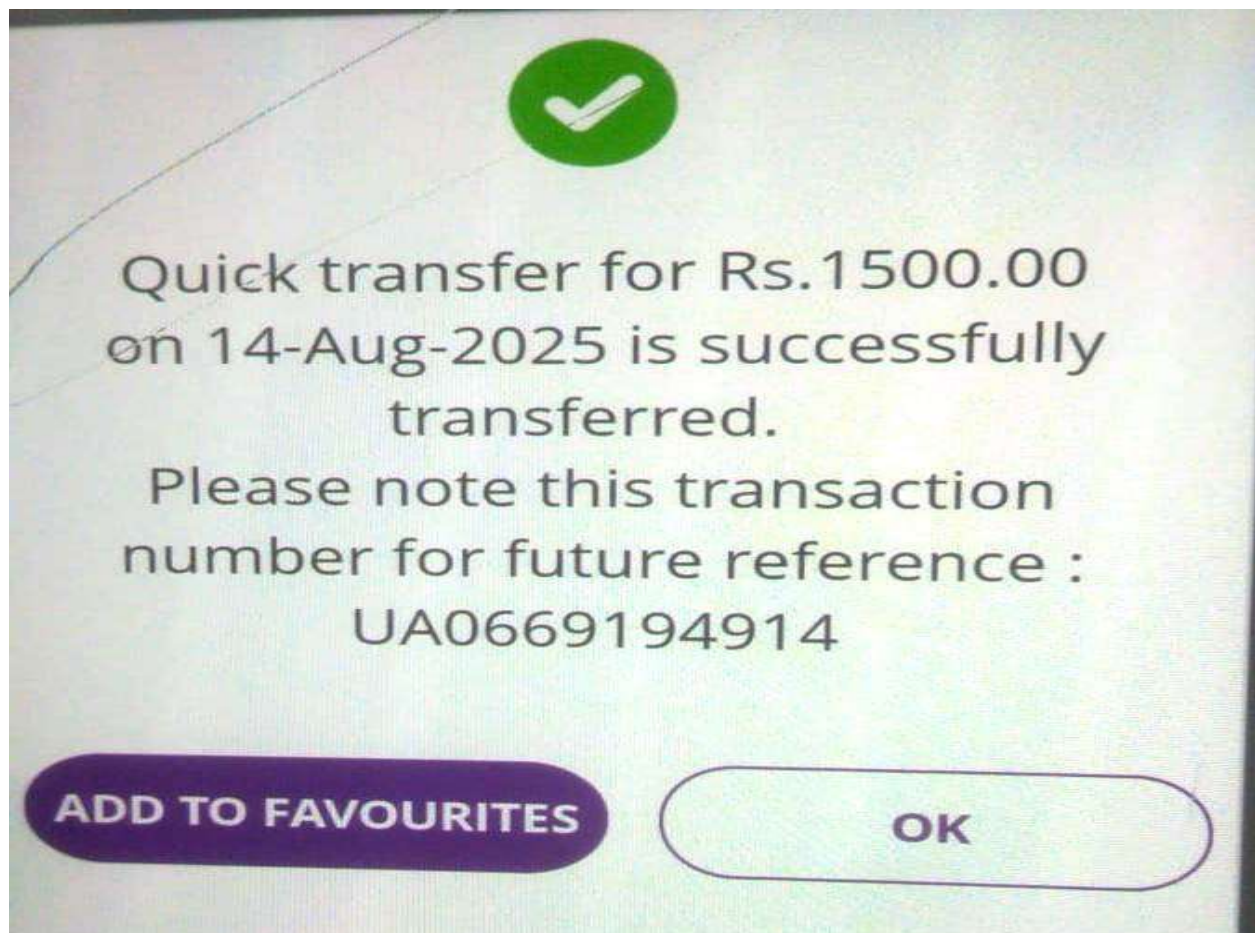 Quick transfer for Rs.1500.00
on 14-Aug-2025 is successfully
transferred.
Please note this transaction
number for future reference :
UA0669194914
ADD TO FAVOURITES
OK